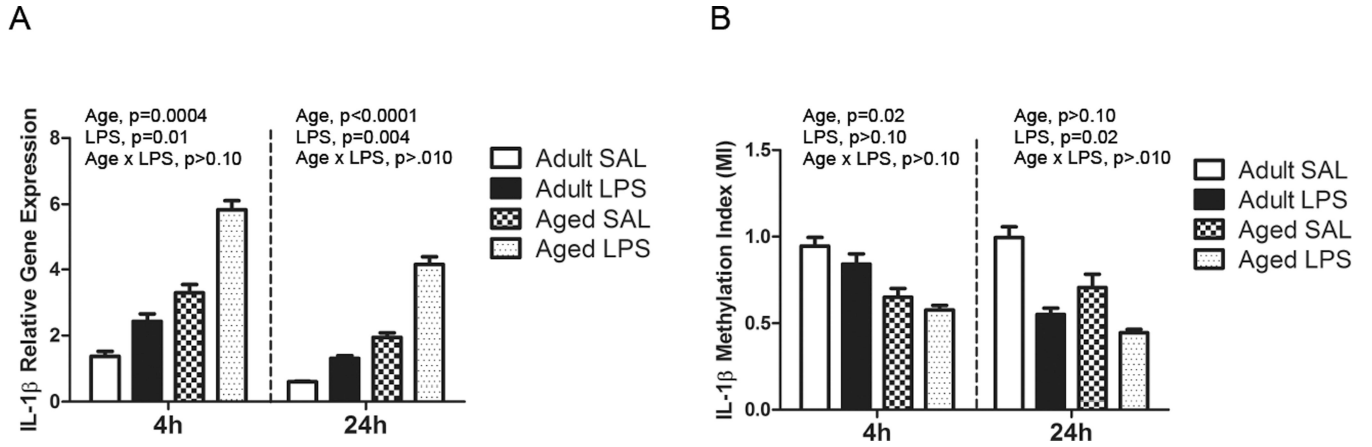 A
Age, p=0.0004
LPS, p=0.01
Age x LPS, p>0.10
Age, p<0.0001
LPS, p=0.004
Age x LPS, p>.010
IL-1β Relative Gene Expression
8
6
4
2
0
4h
24h
Adult SAL
Adult LPS
Aged SAL
Aged LPS
B
Age, p=0.02
LPS, p>0.10
Age x LPS, p>0.10
Age, p>0.10
LPS, p=0.02
Age x LPS, p>.010
IL-1β Methylation Index (MI)
1.5
1.0
0.5
0.0
4h
24h
Adult SAL
Adult LPS
Aged SAL
Aged LPS